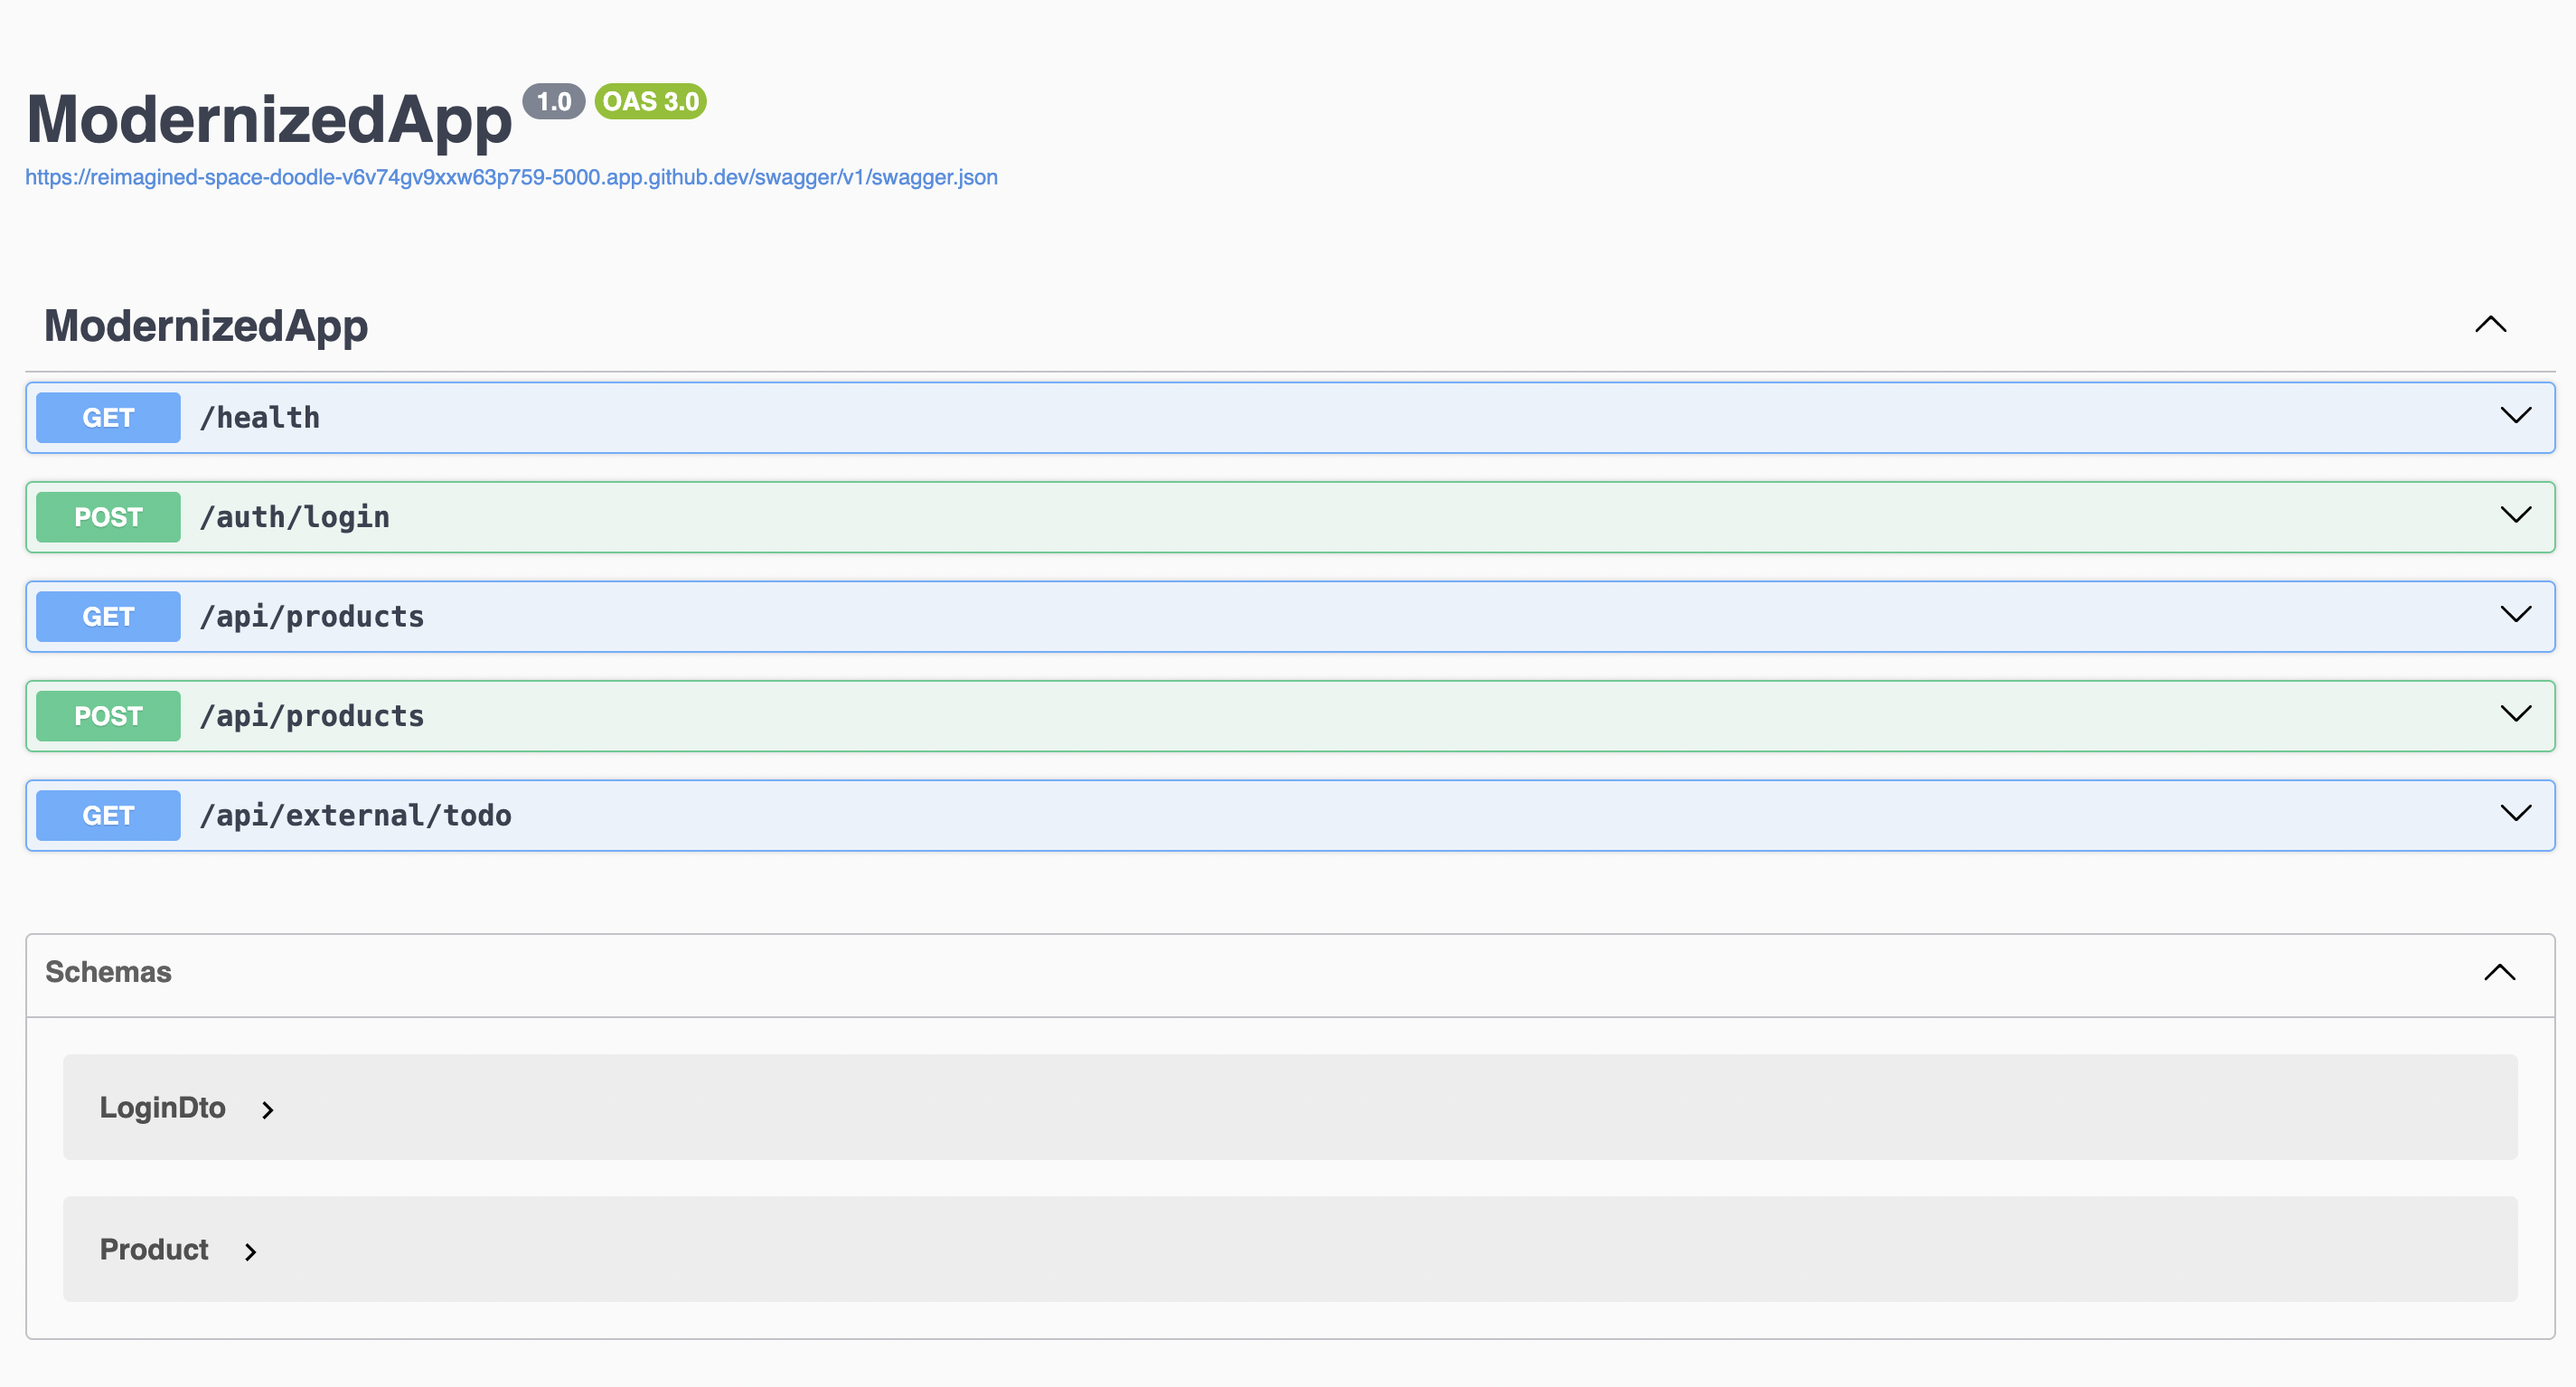 ModernizedApp 1.0 OAS 3.0
https://reimagined-space-doodle-v6v74gv9xxw63p759-5000.app.github.dev/swagger/v1/swagger.json
ModernizedApp
GET /health
POST /auth/login
GET /api/products
POST /api/products
GET /api/external/todo
Schemas
LoginDto
Product